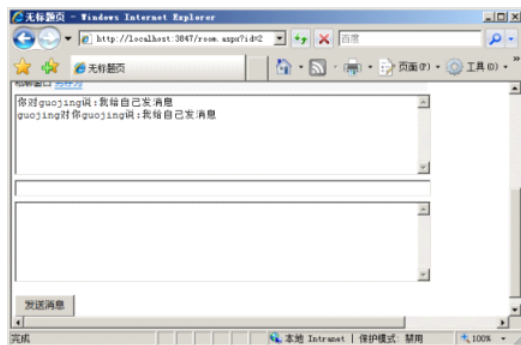 无标题页 - Windows Internet Explorer
http://localhost:3847/room.aspx?id=2
百度
无标题页
页面(P)
工具(O)
私聊窗口
你对guojing说:我给自己发消息
guojing对你guojing说:我给自己发消息
发送消息
完成
本地 Intranet | 保护模式: 禁用
100%